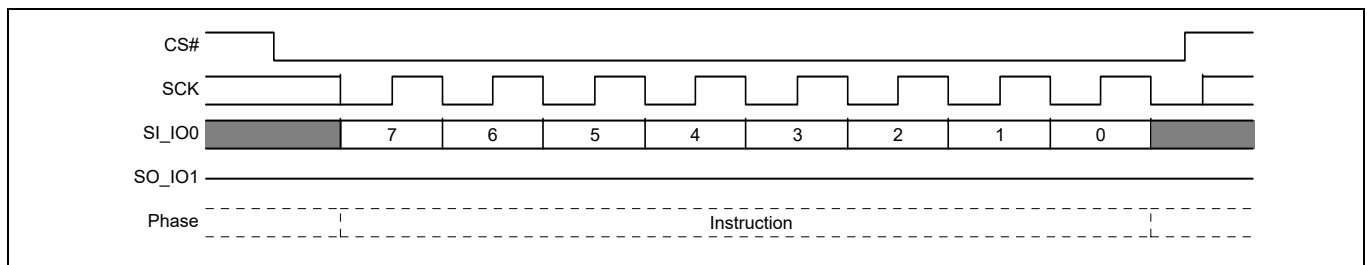 CS#
SCK
SI_IO0 7 6 5 4 3 2 1 0
SO_IO1
Phase Instruction